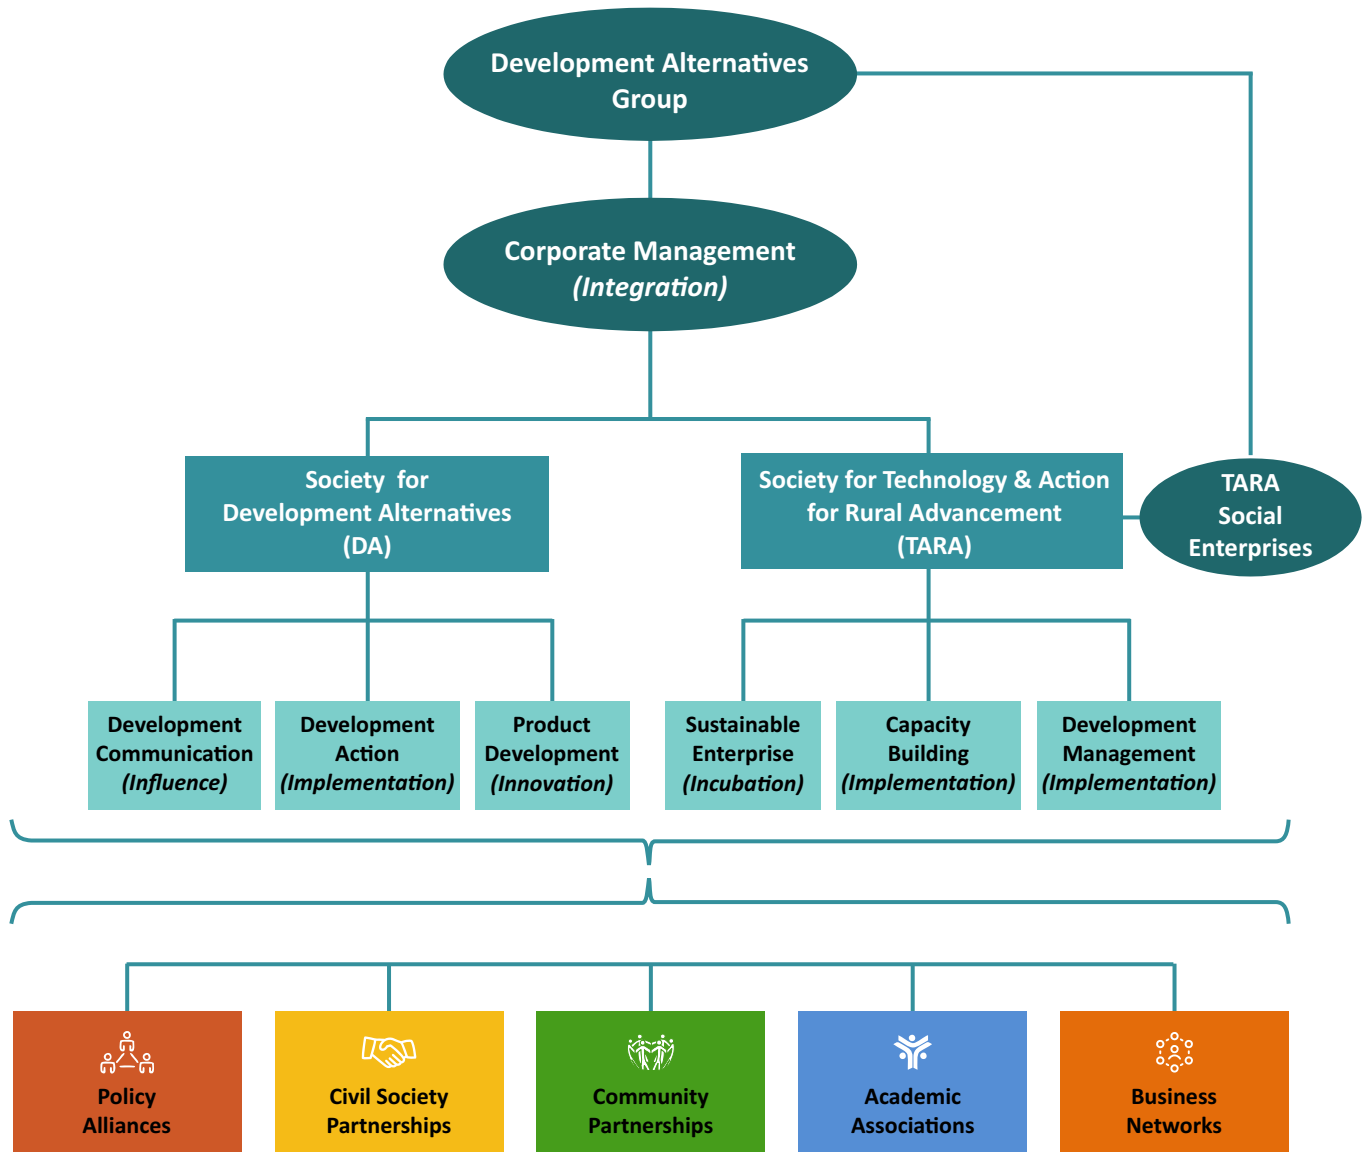 Development Alternatives
Group
Corporate Management
(Integration)
Society for
Development Alternatives
(DA)
Society for Technology & Action
for Rural Advancement
(TARA)
TARA
Social
Enterprises
Development
Communication
(Influence)
Development
Action
(Implementation)
Product
Development
(Innovation)
Sustainable
Enterprise
(Incubation)
Capacity
Building
(Implementation)
Development
Management
(Implementation)
Policy
Alliances
Civil Society
Partnerships
Community
Partnerships
Academic
Associations
Business
Networks